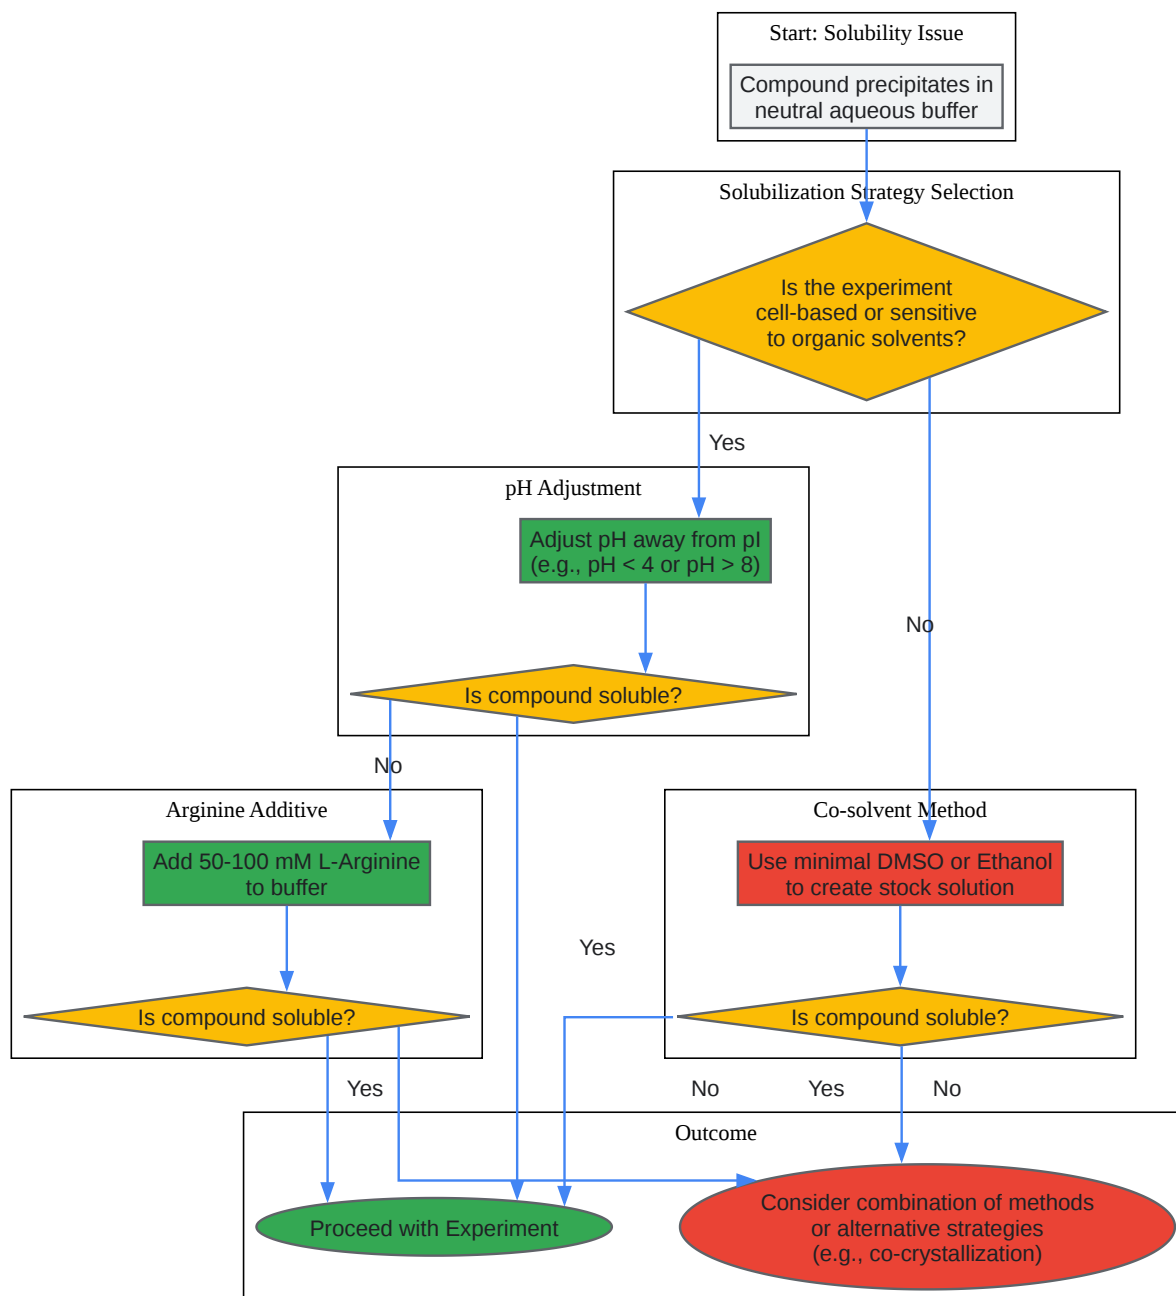 Start: Solubility Issue
Compound precipitates in
neutral aqueous buffer
Solubilization Strategy Selection
Is the experiment
cell-based or sensitive
to organic solvents?
Yes
pH Adjustment
Adjust pH away from pI
(e.g., pH < 4 or pH > 8)
No
Is compound soluble?
No
Arginine Additive
Co-solvent Method
Add 50-100 mM L-Arginine
to buffer
Use minimal DMSO or Ethanol
to create stock solution
Yes
Is compound soluble?
Is compound soluble?
Yes
No
Yes
No
Outcome
Proceed with Experiment
Consider combination of methods
or alternative strategies
(e.g., co-crystallization)